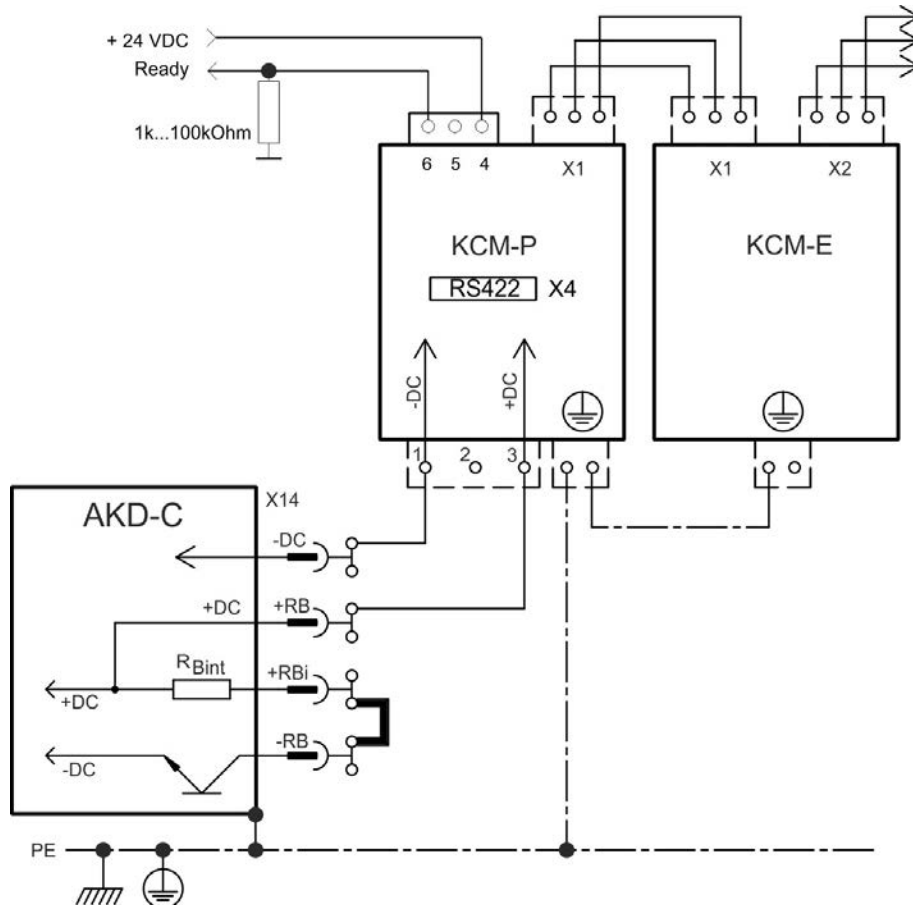 + 24 VDC
Ready
1k...100kOhm
6 5 4
X1
X1
X2
KCM-P
KCM-E
RS422
X4
-DC
+DC
1
2
3
X14
AKD-C
-DC
+DC
+RB
RBint
+RBi
+DC
-RB
-DC
PE